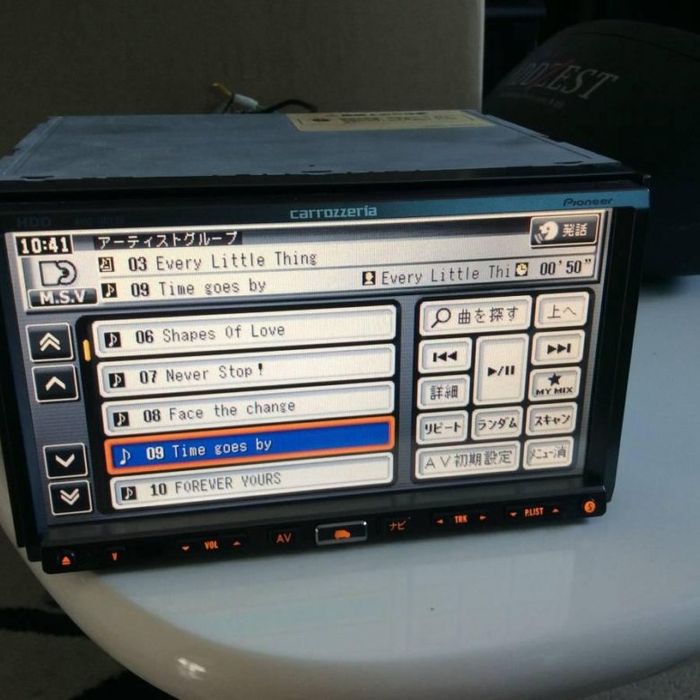 ADDZEST
HDD
carrozzeria
Pioneer
10:41
アーティストグループ
発話
03 Every Little Thing
M.S.V
09 Time goes by
Every Little Thi
00'50"
06 Shapes Of Love
07 Never Stop!
08 Face the change
09 Time goes by
10 FOREVER YOURS
曲を探す
上へ
詳細
MY MIX
リピート
ランダム
スキャン
AV初期設定
メニュー消
V
VOL
AV
ナビ
TRK
P.LIST
S